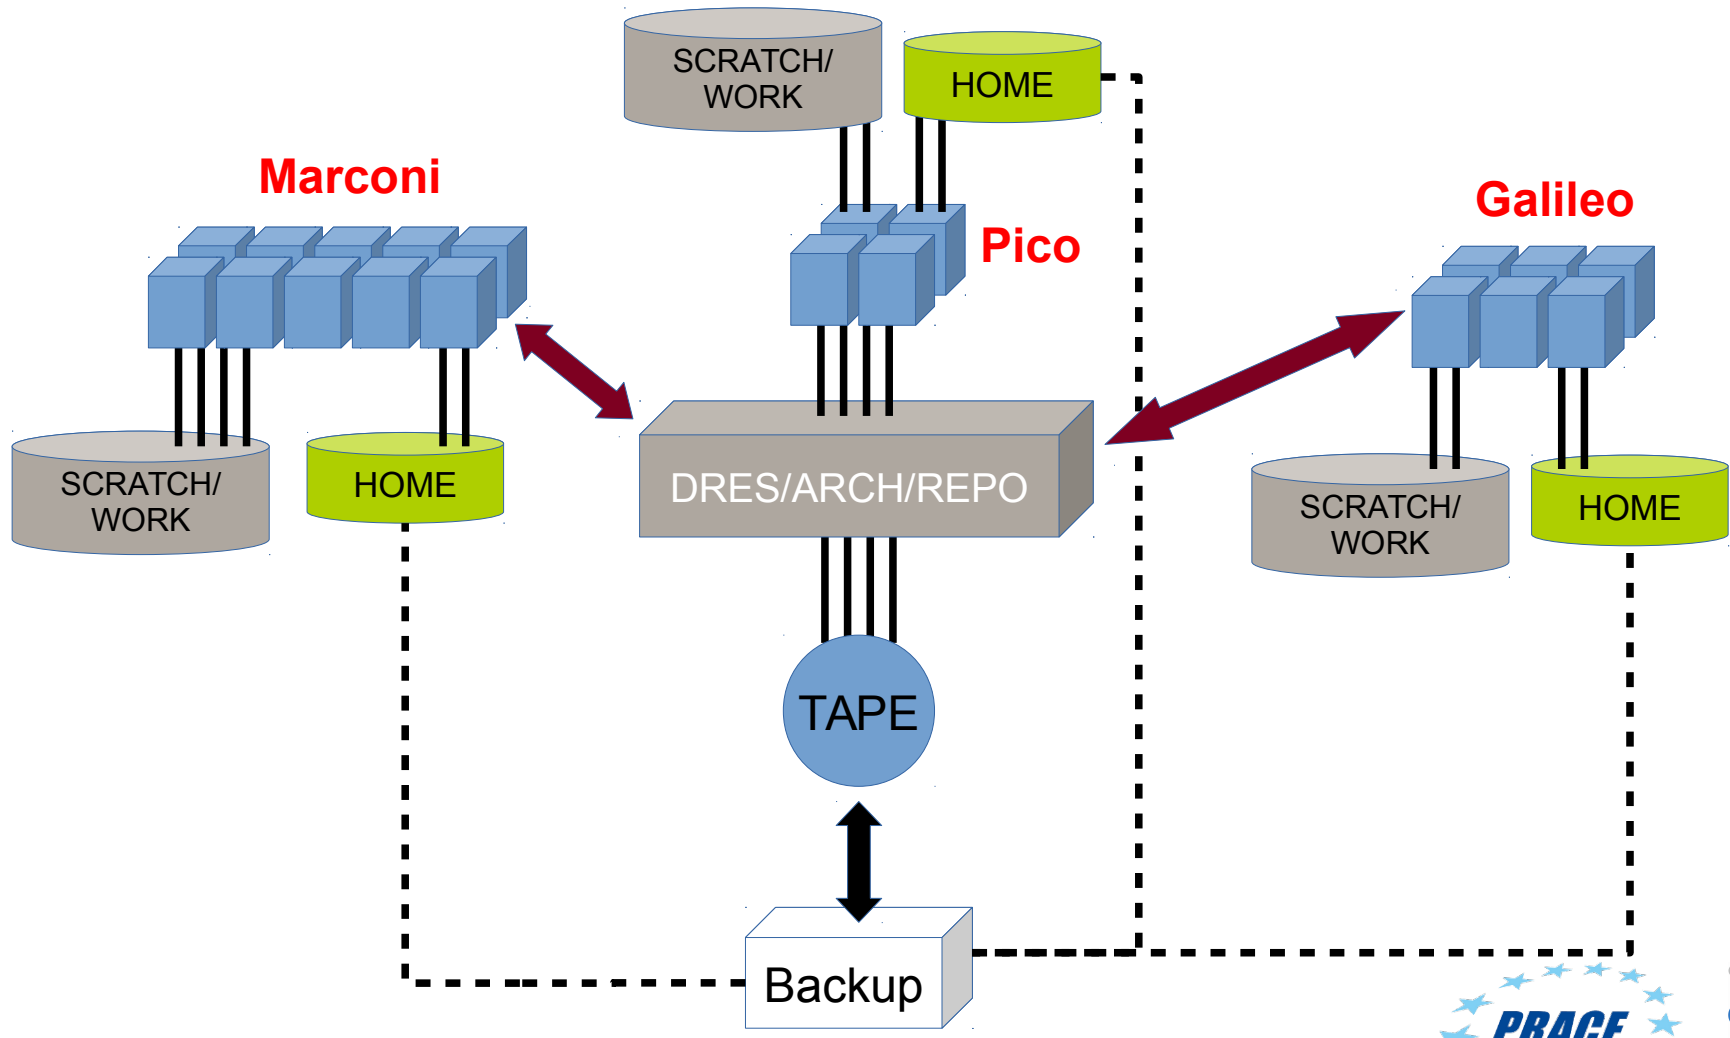 SCRATCH/
WORK
HOME
Marconi
Pico
Galileo
SCRATCH/
WORK
HOME
DRES/ARCH/REPO
SCRATCH/
WORK
HOME
TAPE
Backup
PRACE